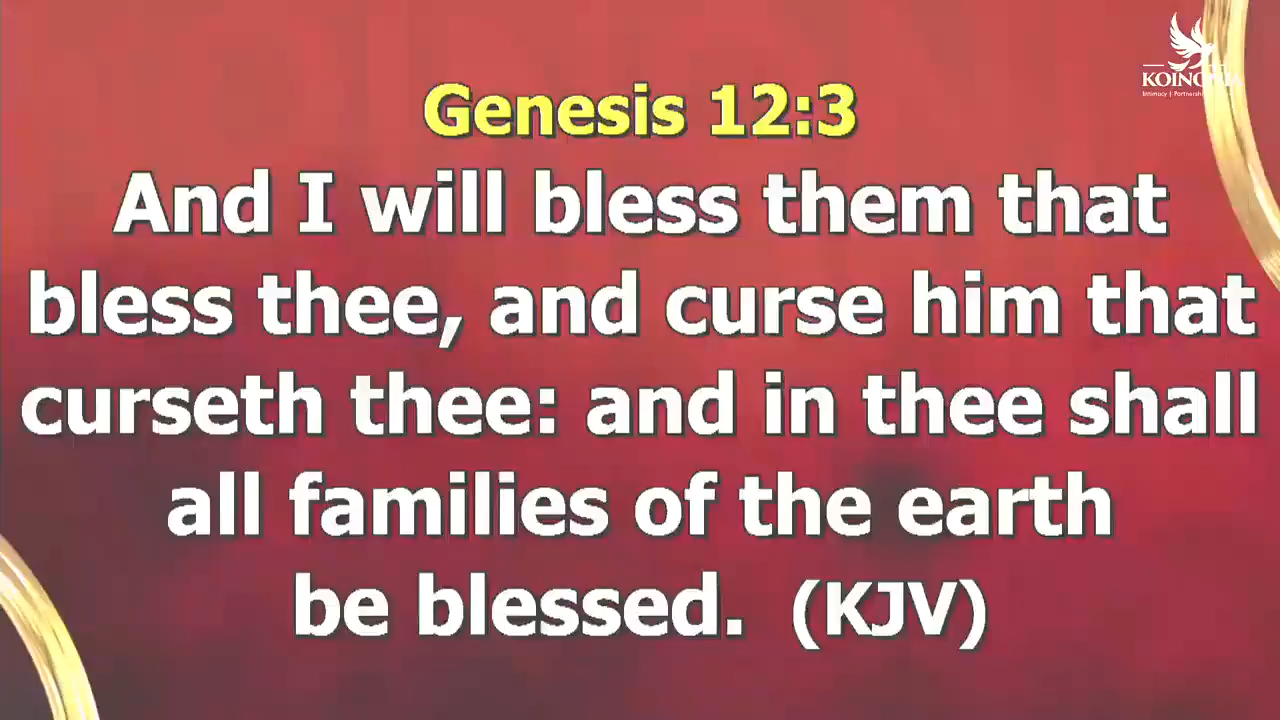 KOINONIA
Genesis 12:3
And I will bless them that
bless thee, and curse him that
curseth thee: and in thee shall
all families of the earth
be blessed. (KJV)